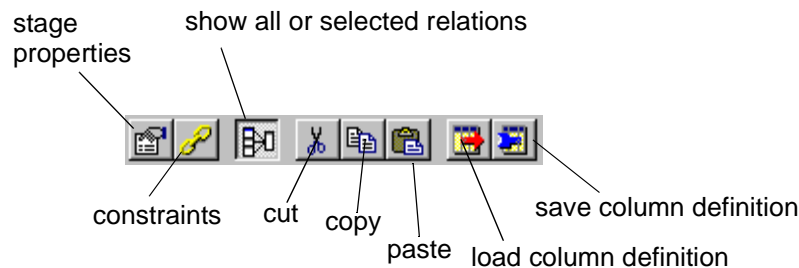 stage
properties
show all or selected relations
constraints
cut
copy
paste
load column definition
save column definition